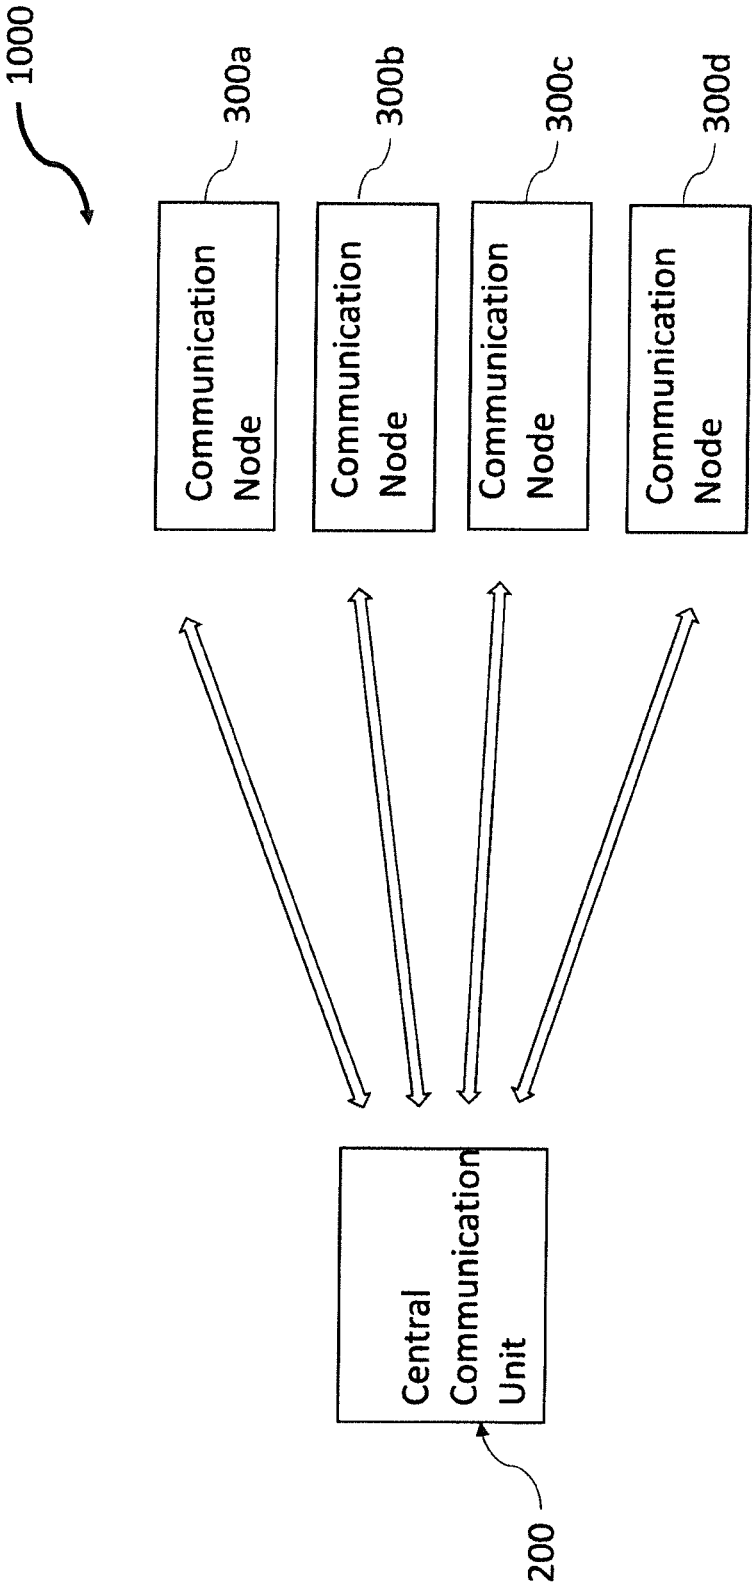 1000
Communication
Node
300a
Communication
Node
300b
Communication
Node
300c
Communication
Node
300d
Central
Communication
Unit
200